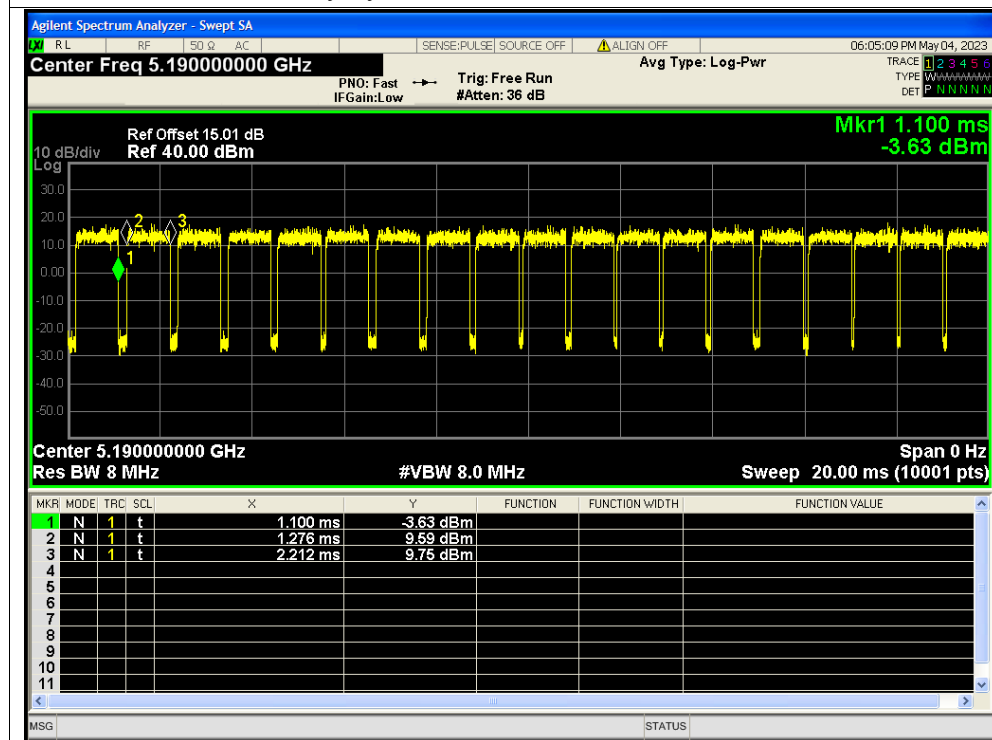 Agilent Spectrum Analyzer - Swept SA
LXI RL RF 50 Ω AC SENSE:PULSE SOURCE OFF ALIGN OFF 06:05:09 PM May 04, 2023
Center Freq 5.190000000 GHz Avg Type: Log-Pwr TRACE 1 2 3 4 5 6
PNO: Fast Trig: Free Run TYPE WWWWWW
IFGain:Low #Atten: 36 dB DET P N N N N N
Mkr1 1.100 ms
-3.63 dBm
Ref Offset 15.01 dB
10 dB/div Ref 40.00 dBm
Log
30.0
20.0
10.0
0.00
-10.0
-20.0
-30.0
-40.0
-50.0
2 3
1
Center 5.190000000 GHz Span 0 Hz
Res BW 8 MHz #VBW 8.0 MHz Sweep 20.00 ms (10001 pts)
MKR MODE TRC SCL X Y FUNCTION FUNCTION WIDTH FUNCTION VALUE
1 N 1 t 1.100 ms -3.63 dBm
2 N 1 t 1.276 ms 9.59 dBm
3 N 1 t 2.212 ms 9.75 dBm
4
5
6
7
8
9
10
11
MSG STATUS